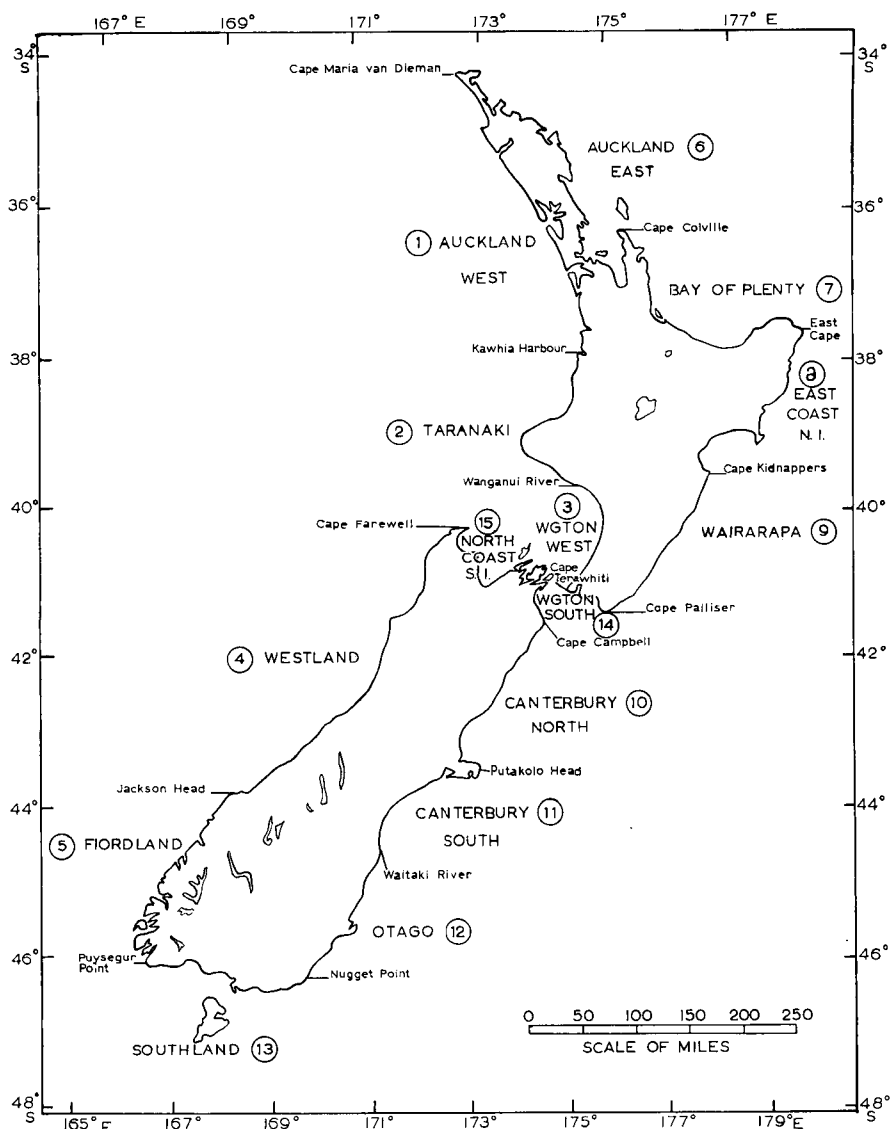 167° E
169°
171°
173°
175°
177° E
34°
S
34°
S
Cape Maria van Dieman
AUCKLAND 6
EAST
36°
36°
Cape Colville
1 AUCKLAND
WEST
BAY OF PLENTY 7
East
Cape
Kawhia Harbour
38°
38°
8
EAST
COAST
N. I.
2 TARANAKI
Cape Kidnappers
Wanganui River
40°
40°
Cape Farewell
15
NORTH
COAST
S. I.
3
WGTON
WEST
WAIRARAPA 9
Cape
Terawhiti
WGTON
SOUTH
14
Cape Palliser
Cape Campbell
42°
42°
4 WESTLAND
CANTERBURY 10
NORTH
Putakolo Head
Jackson Head
44°
44°
CANTERBURY 11
SOUTH
5 FIORDLAND
Waitaki River
OTAGO 12
46°
46°
Puysegur
Point
Nugget Point
0 50 100 150 200 250
SCALE OF MILES
SOUTHLAND 13
48°
S
48°
S
165° E
167°
169°
171°
173°
175°
177°
179°E